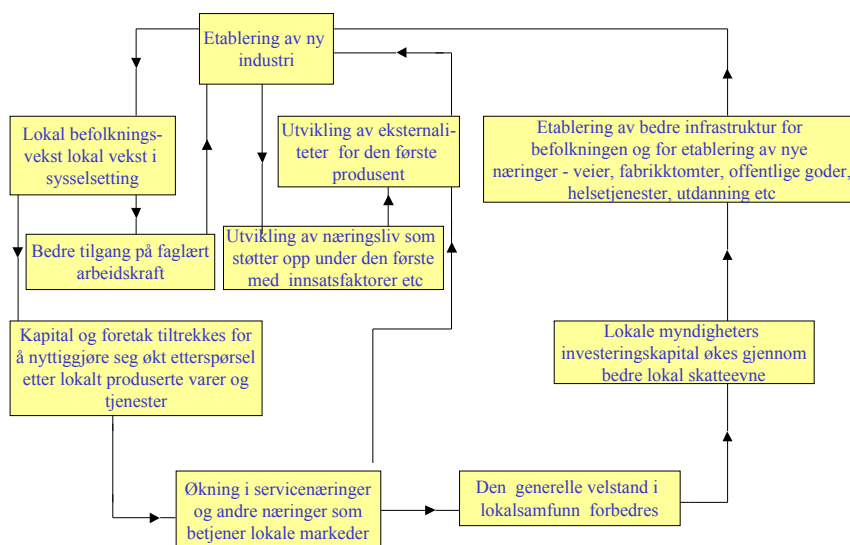 Etablering av ny
industri
Lokal befolknings-
vekst lokal vekst i
sysselsetting
Utvikling av eksternali-
teter for den første
produsent
Etablering av bedre infrastruktur for
befolkningen og for etablering av nye
næringer - veier, fabrikktomter, offentlige goder,
helsetjenester, utdanning etc
Bedre tilgang på faglært
arbeidskraft
Utvikling av næringsliv som
støtter opp under den første
med innsatsfaktorer etc
Kapital og foretak tiltrekkes for
å nyttiggjøre seg økt etterspørsel
etter lokalt produserte varer og
tjenester
Lokale myndigheters
investeringskapital økes gjennom
bedre lokal skatteevne
Økning i servicenæringer
og andre næringer som
betjener lokale markeder
Den generelle velstand i
lokalsamfunn forbedres